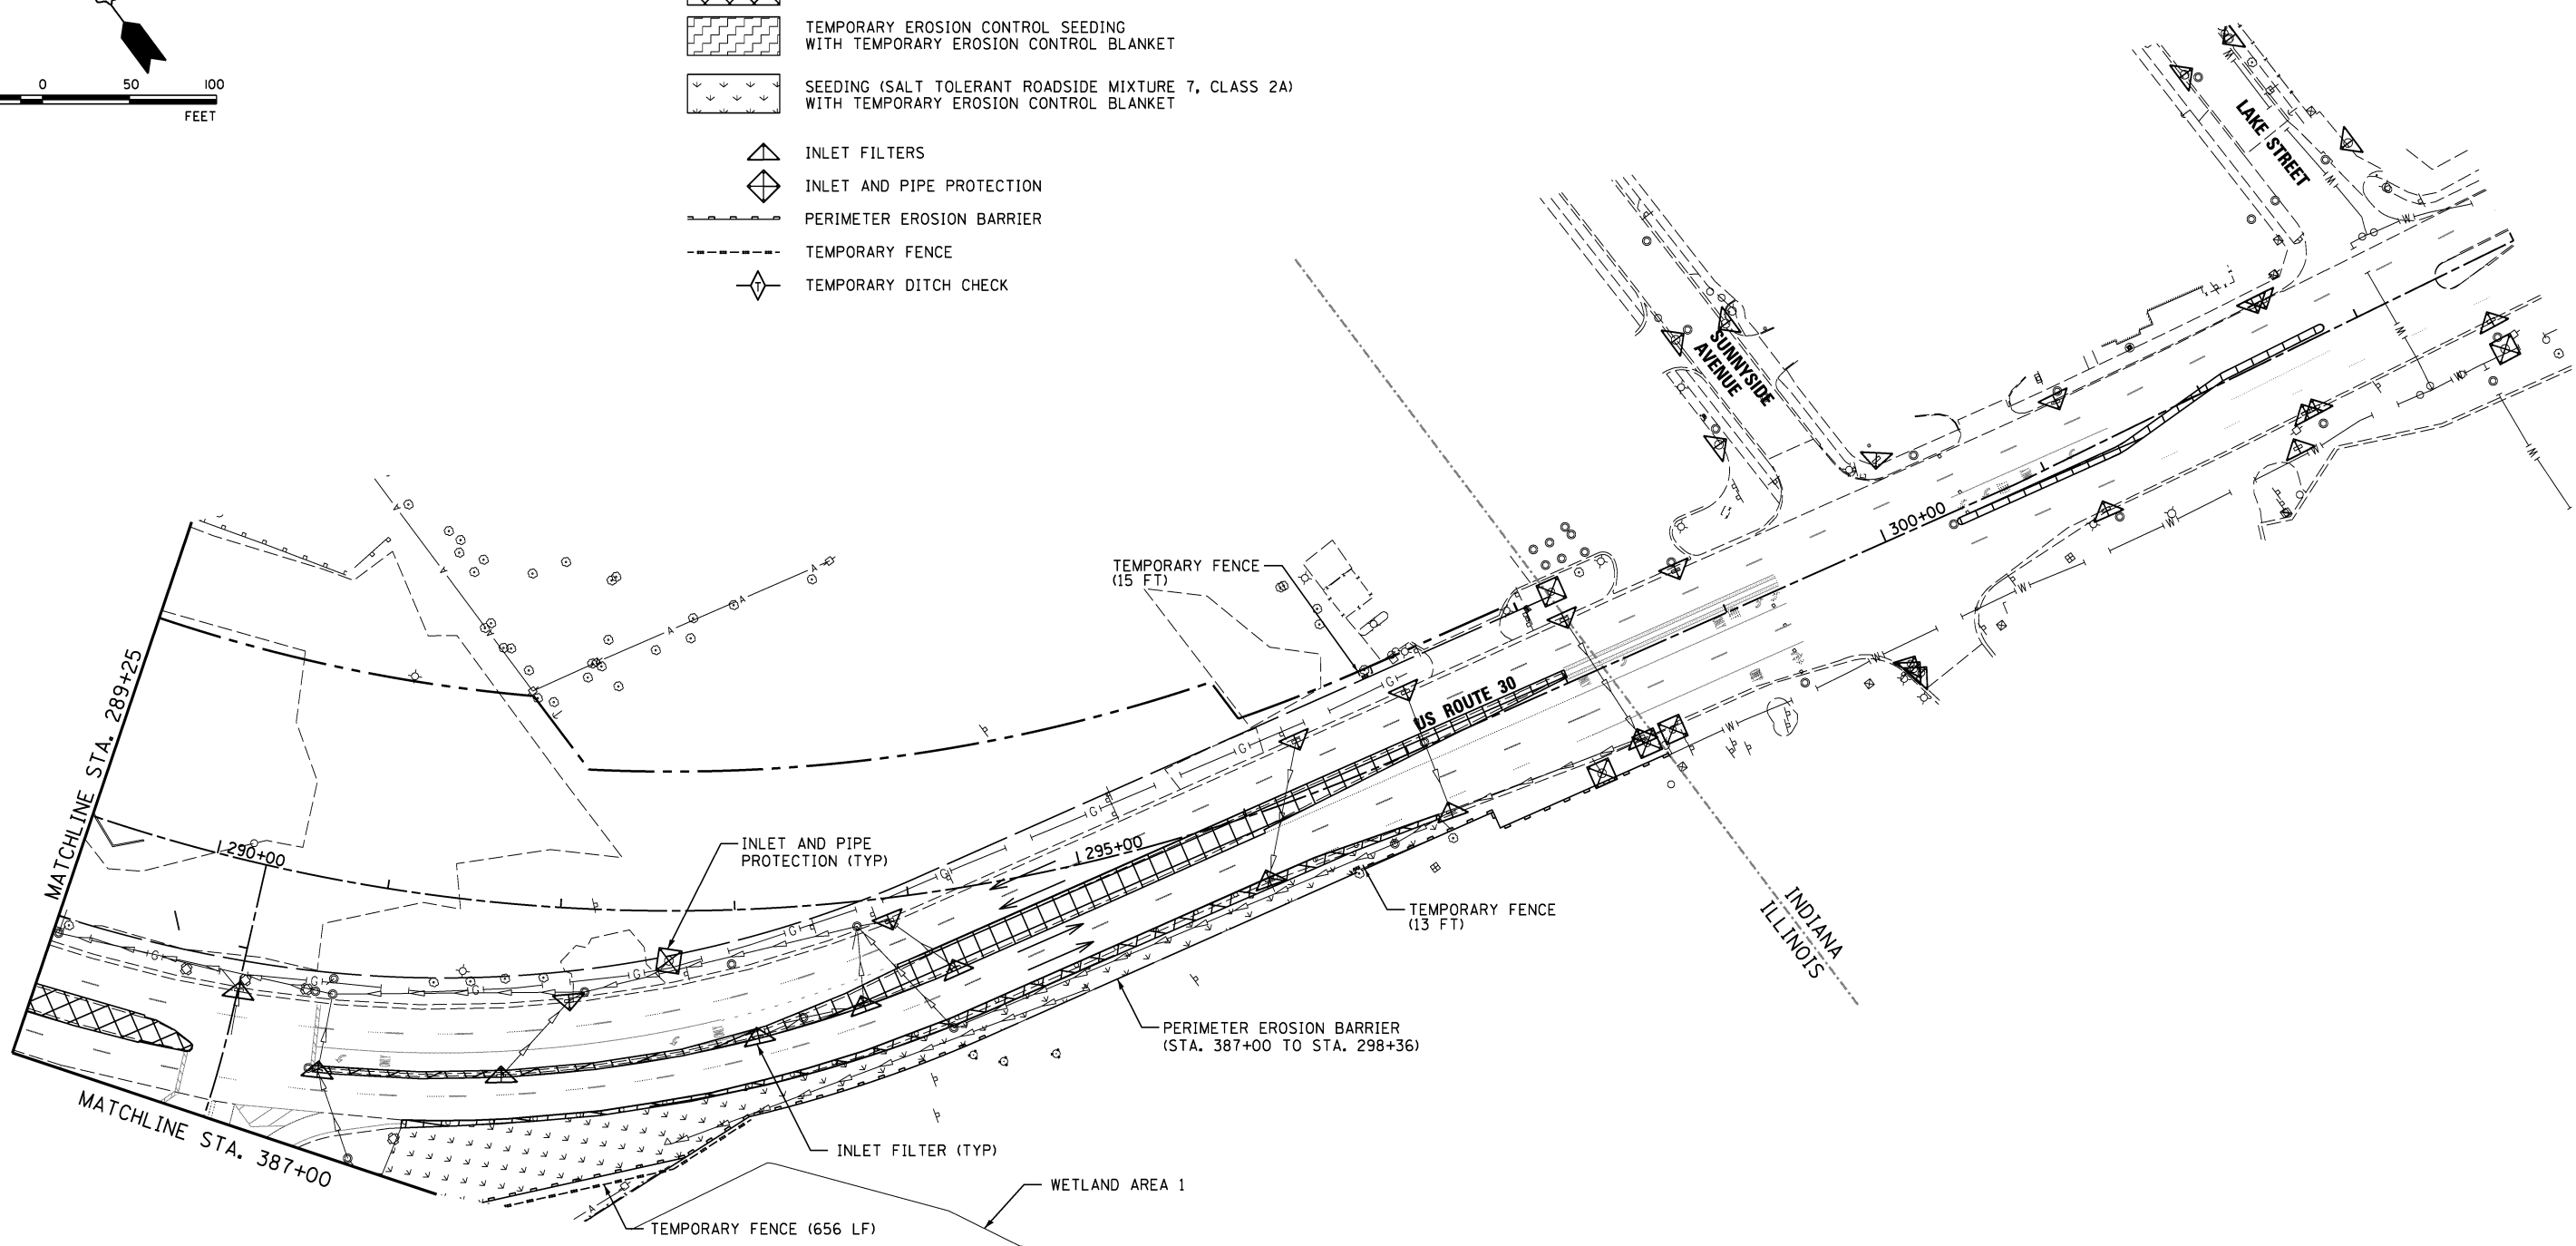 0 50 100
FEET
TEMPORARY EROSION CONTROL SEEDING
WITH TEMPORARY EROSION CONTROL BLANKET
SEEDING (SALT TOLERANT ROADSIDE MIXTURE 7, CLASS 2A)
WITH TEMPORARY EROSION CONTROL BLANKET
INLET FILTERS
INLET AND PIPE PROTECTION
PERIMETER EROSION BARRIER
TEMPORARY FENCE
T
TEMPORARY DITCH CHECK
LAKE STREET
SUNNYSIDE
AVENUE
300+00
TEMPORARY FENCE
(15 FT)
US ROUTE 30
MATCHLINE STA. 289+25
290+00
295+00
INLET AND PIPE
PROTECTION (TYP)
TEMPORARY FENCE
(13 FT)
INDIANA
ILLINOIS
PERIMETER EROSION BARRIER
(STA. 387+00 TO STA. 298+36)
MATCHLINE STA. 387+00
INLET FILTER (TYP)
WETLAND AREA 1
TEMPORARY FENCE (656 LF)